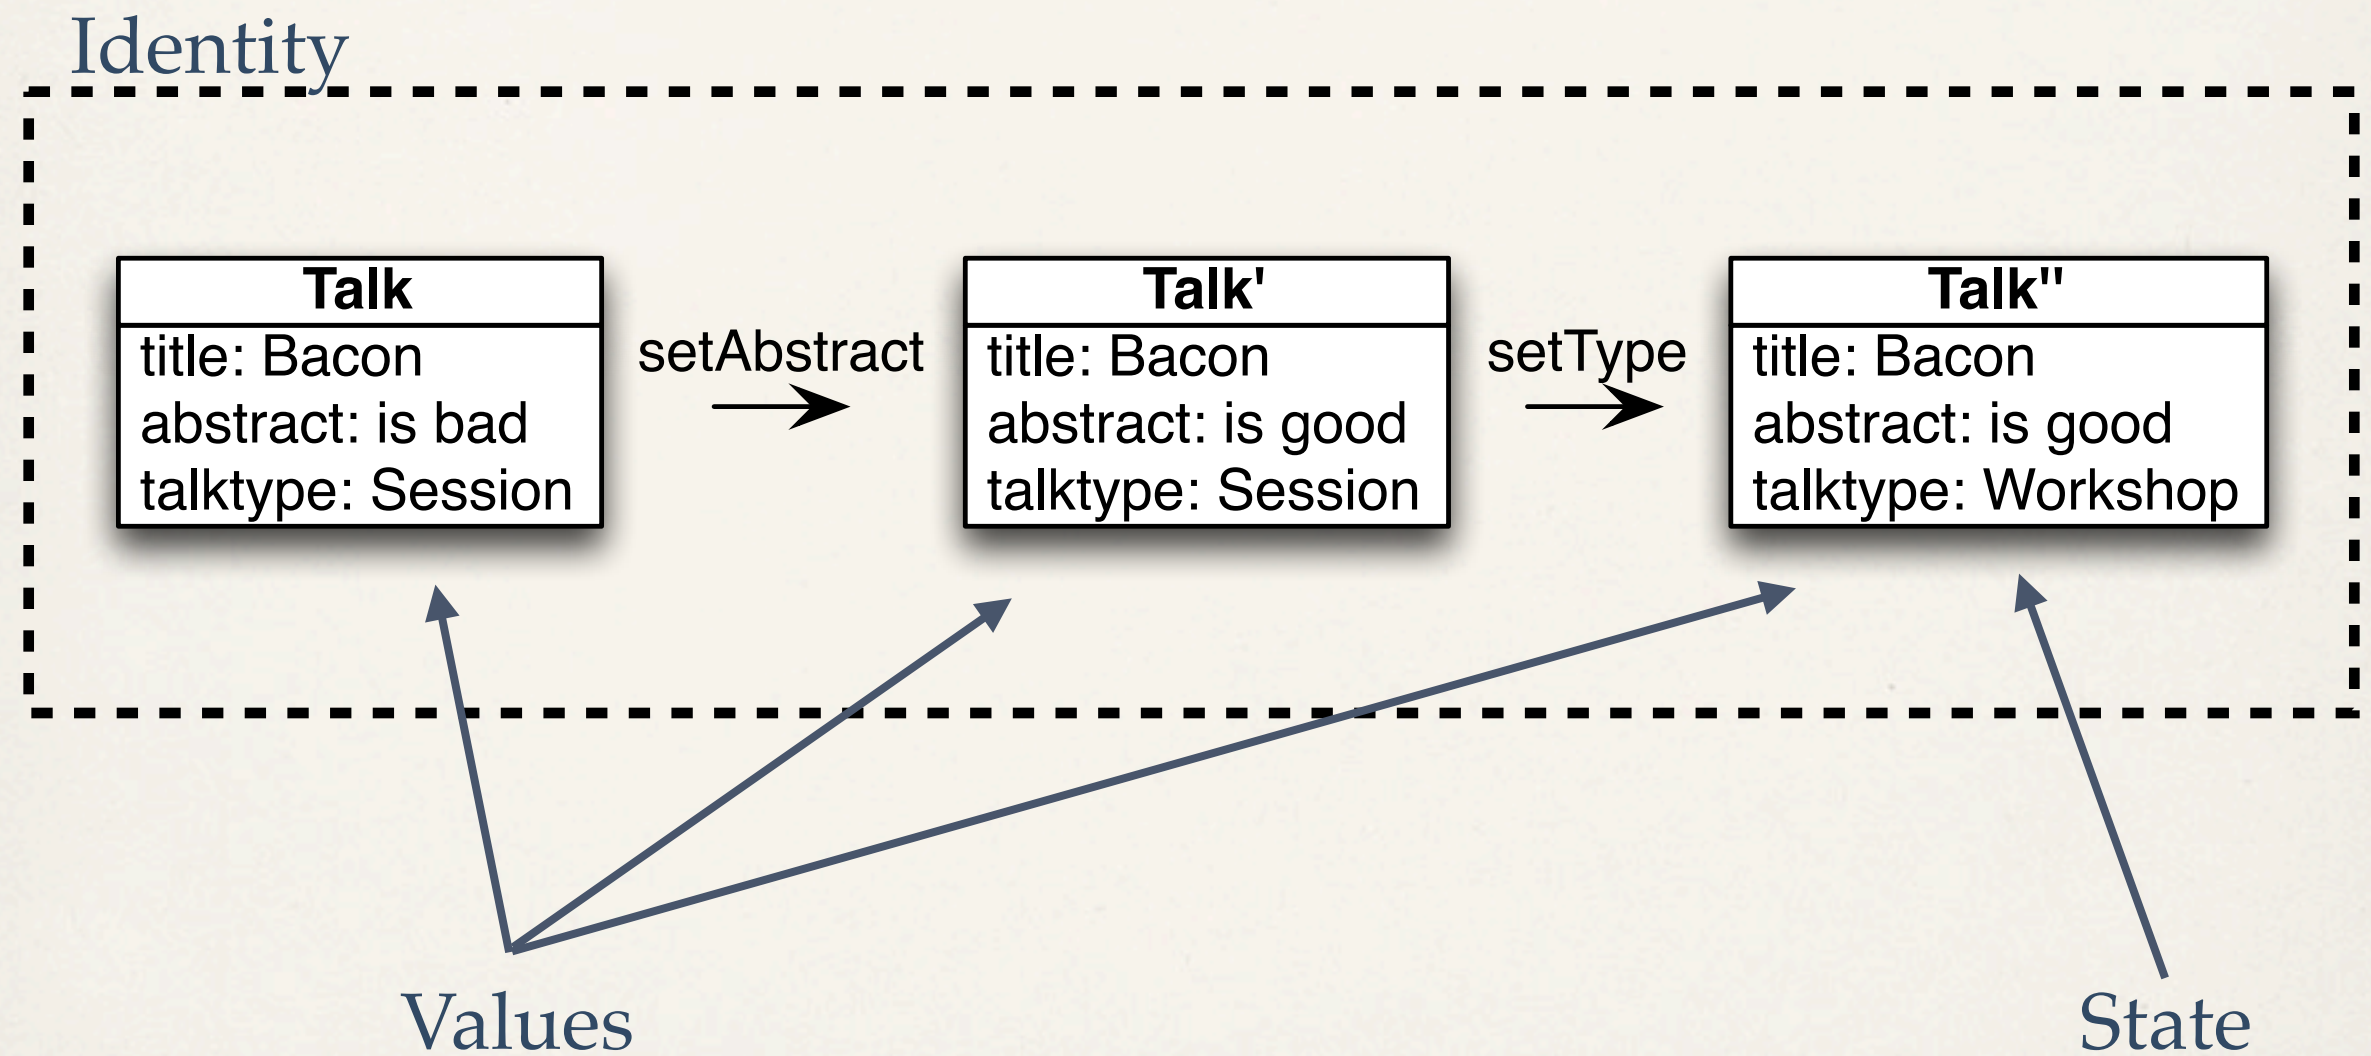 Identity
Talk
title: Bacon
abstract: is bad
talktype: Session
setAbstract
Talk'
title: Bacon
abstract: is good
talktype: Session
setType
Talk''
title: Bacon
abstract: is good
talktype: Workshop
Values
State